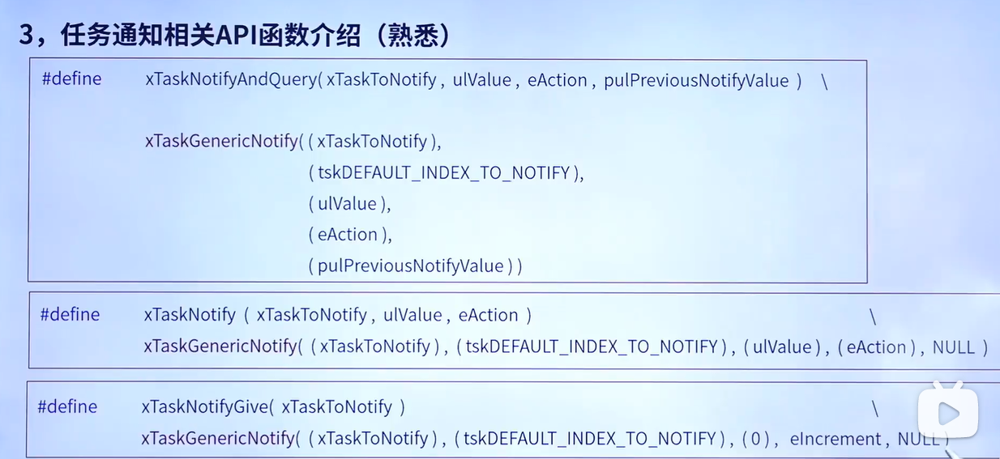 3，任务通知相关API函数介绍（熟悉）
#define xTaskNotifyAndQuery( xTaskToNotify , ulValue , eAction , pulPreviousNotifyValue ) \
xTaskGenericNotify( ( xTaskToNotify ),
( tskDEFAULT_INDEX_TO_NOTIFY ),
( ulValue ),
( eAction ),
( pulPreviousNotifyValue ) )
#define xTaskNotify ( xTaskToNotify , ulValue , eAction ) \
xTaskGenericNotify( ( xTaskToNotify ) , ( tskDEFAULT_INDEX_TO_NOTIFY ) , ( ulValue ) , ( eAction ) , NULL )
#define xTaskNotifyGive( xTaskToNotify ) \
xTaskGenericNotify( ( xTaskToNotify ) , ( tskDEFAULT_INDEX_TO_NOTIFY ) , ( 0 ) , eIncrement , NULL )